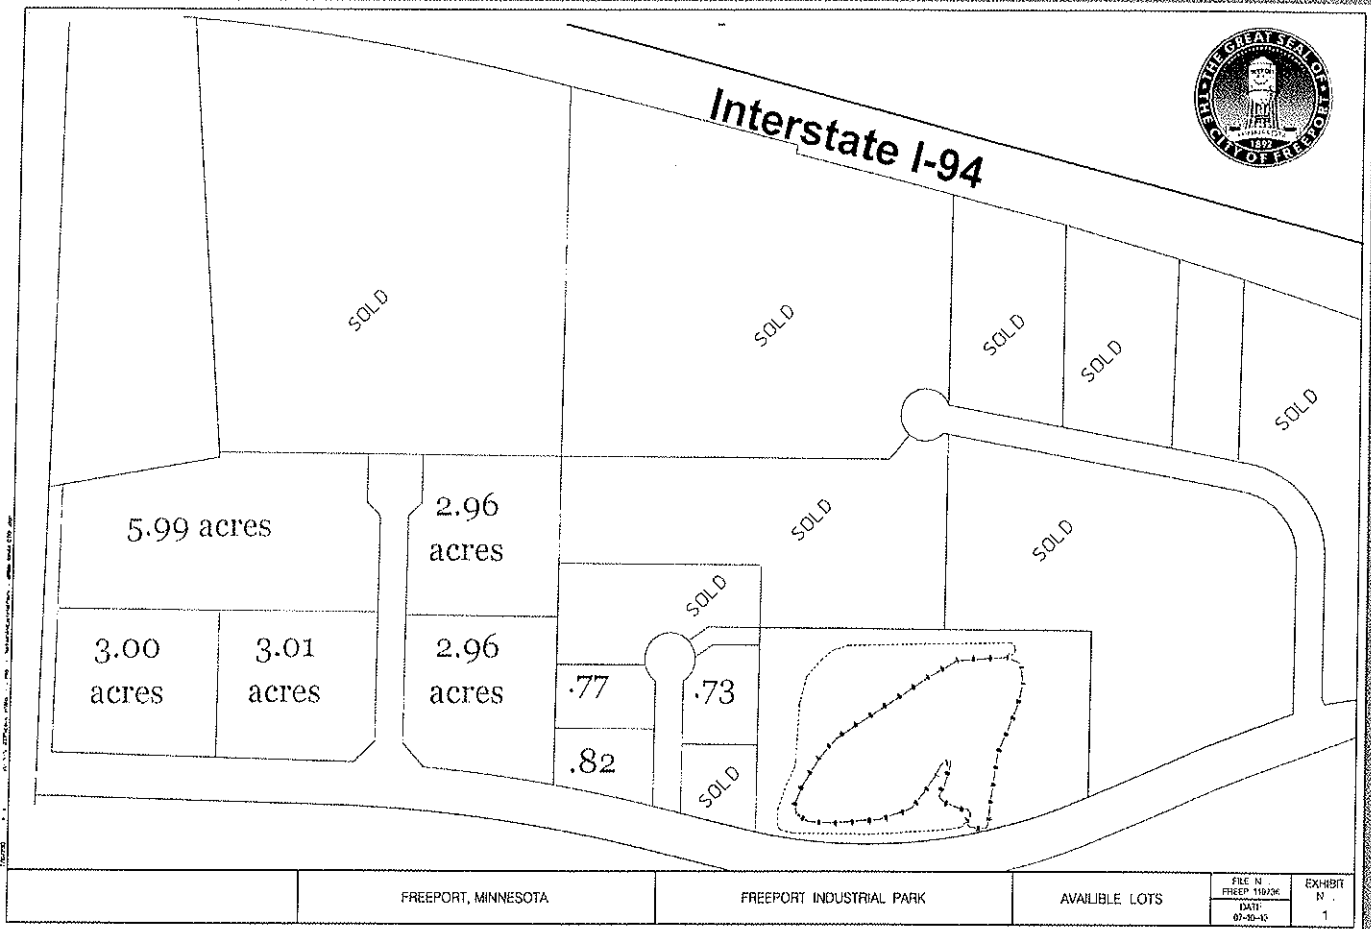 THE GREAT SEAL OF
THE CITY OF FREEPORT
1892
Interstate I-94
SOLD
SOLD
SOLD
SOLD
SOLD
5.99 acres
2.96
acres
SOLD
SOLD
SOLD
3.00
acres
3.01
acres
2.96
acres
.77
.73
.82
SOLD
FREEPORT, MINNESOTA
FREEPORT INDUSTRIAL PARK
AVAILIBLE LOTS
FILE N
DATE
EXHIBIT
N .
1